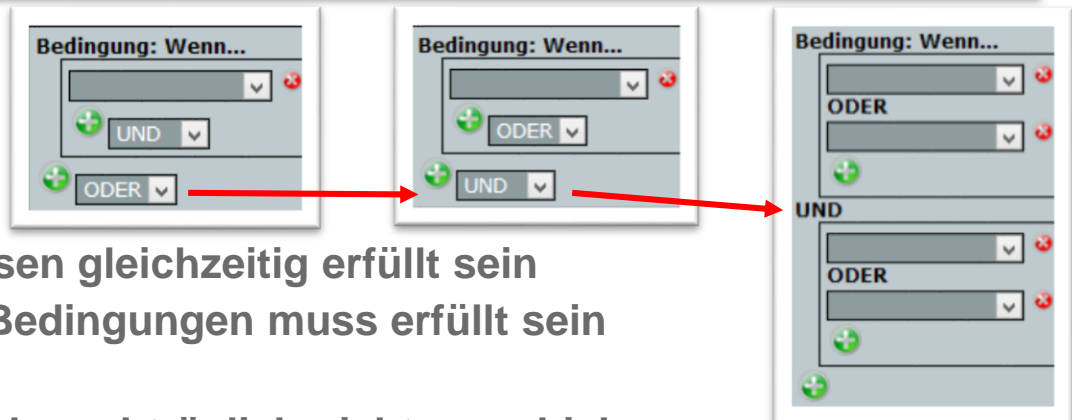 Bedingung: Wenn...
UND
ODER
Bedingung: Wenn...
ODER
UND
Bedingung: Wenn...
ODER
UND
ODER
sen gleichzeitig erfüllt sein
Bedingungen muss erfüllt sein